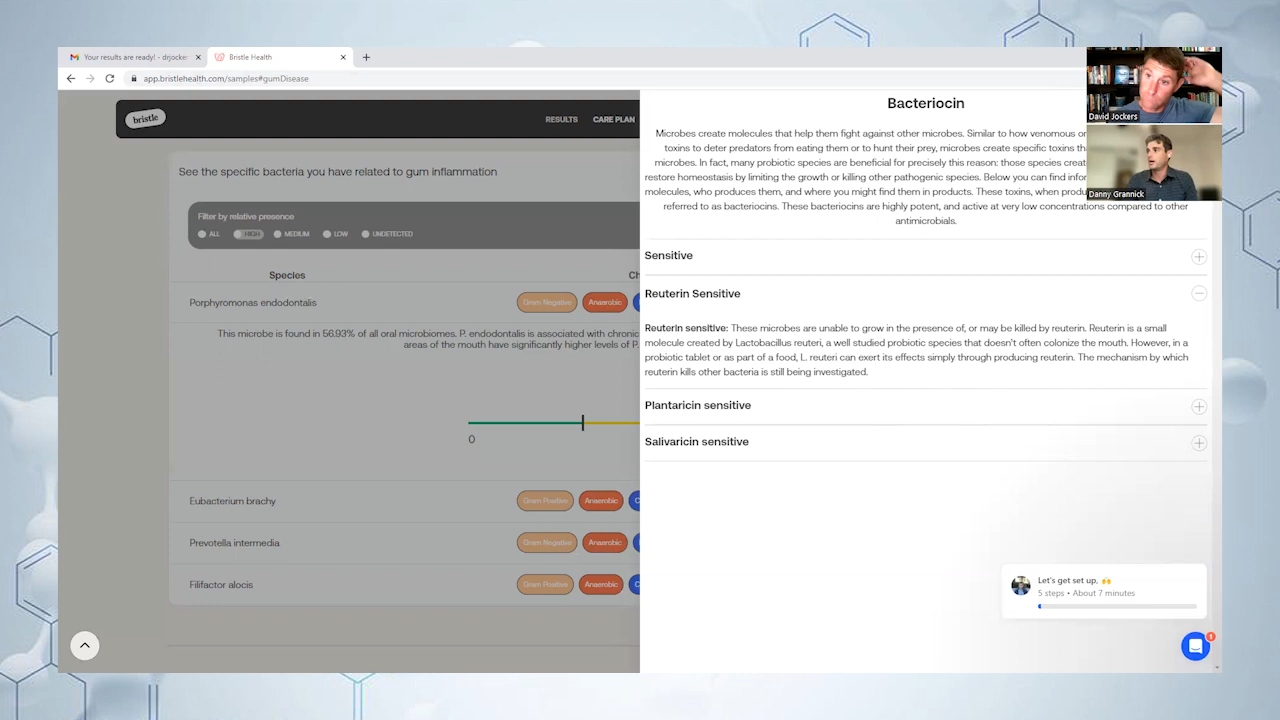 Your results are ready! - drjocke
Bristle Health
app.bristlehealth.com/samples#gumDisease
bristle
RESULTS
CARE PLAN
See the specific bacteria you have related to gum inflammation
Filter by relative presence
ALL
HIGH
MEDIUM
LOW
UNDETECTED
Species
Ch
Porphyromonas endodontalis
Gram Negative
Anaerobic
This microbe is found in 56.93% of all oral microbiomes. P. endodontalis is associated with chronic
areas of the mouth have significantly higher levels of P.
0
Eubacterium brachy
Gram Positive
Anaerobic
C
Prevotella intermedia
Gram Negative
Anaerobic
Filifactor alocis
Gram Positive
Anaerobic
C
Bacteriocin
Microbes create molecules that help them fight against other microbes. Similar to how venomous or
toxins to deter predators from eating them or to hunt their prey, microbes create specific toxins tha
microbes. In fact, many probiotic species are beneficial for precisely this reason: those species creat
restore homeostasis by limiting the growth or killing other pathogenic species. Below you can find infor
molecules, who produces them, and where you might find them in products. These toxins, when produ
referred to as bacteriocins. These bacteriocins are highly potent, and active at very low concentrations compared to other
antimicrobials.
Sensitive
Reuterin Sensitive
Reuterin sensitive: These microbes are unable to grow in the presence of, or may be killed by reuterin. Reuterin is a small
molecule created by Lactobacillus reuteri, a well studied probiotic species that doesn't often colonize the mouth. However, in a
probiotic tablet or as part of a food, L. reuteri can exert its effects simply through producing reuterin. The mechanism by which
reuterin kills other bacteria is still being investigated.
Plantaricin sensitive
Salivaricin sensitive
Let's get set up.
5 steps • About 7 minutes
1
David Jockers
Danny Grannick